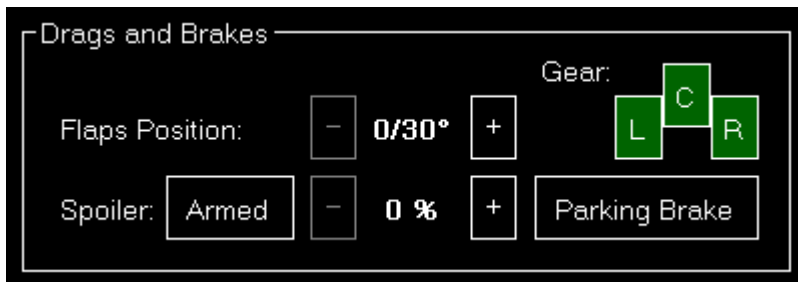 Drags and Brakes
Gear:
C
Flaps Position: − 0/30° + L R
Spoiler: Armed − 0 % + Parking Brake